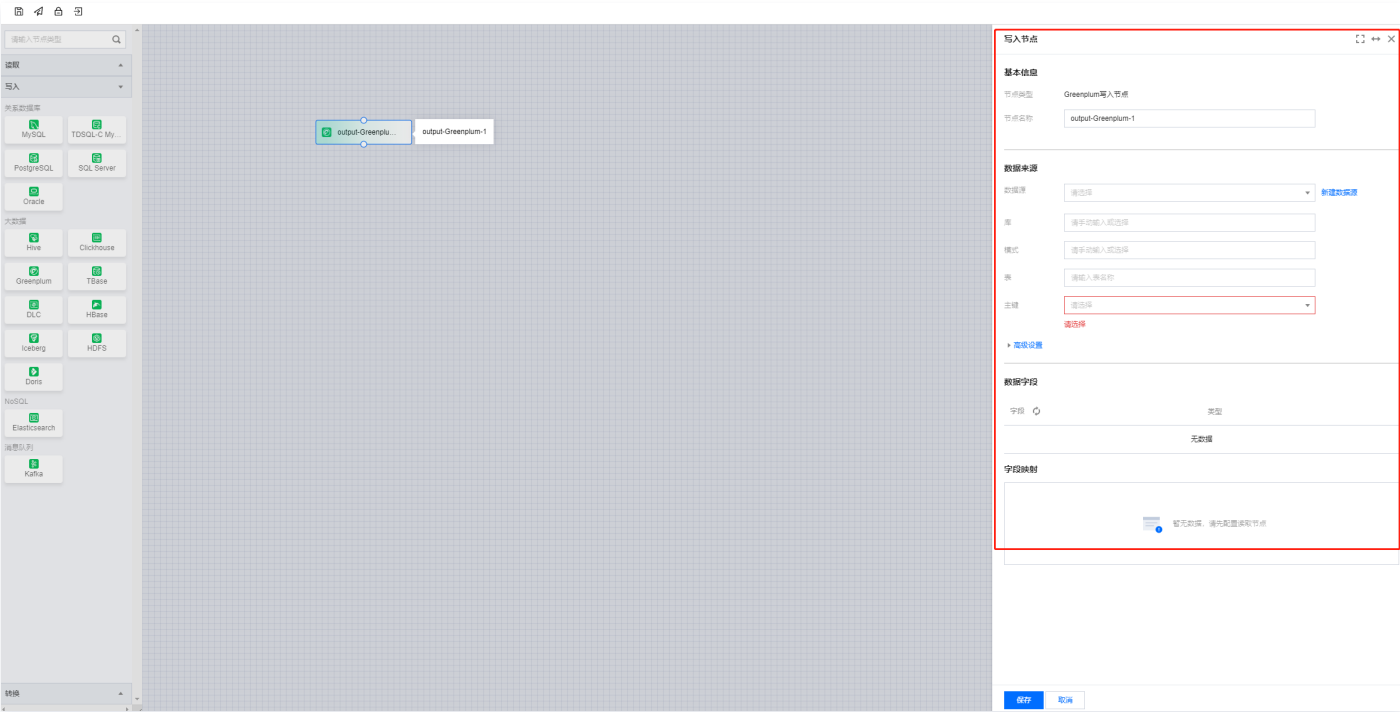 请输入节点类型
读取
写入
关系数据库
MySQL
TDSQL-C My...
PostgreSQL
SQL Server
Oracle
大数据
Hive
Clickhouse
Greenplum
TBase
DLC
HBase
Iceberg
HDFS
Doris
NoSQL
Elasticsearch
消息队列
Kafka
转换
output-Greenplu...
output-Greenplum-1
写入节点
基本信息
节点类型 Greenplum写入节点
节点名称 output-Greenplum-1
数据来源
数据源 请选择 新建数据源
库 请手动输入或选择
模式 请手动输入或选择
表 请输入表名称
主键 请选择
请选择
高级设置
数据字段
字段 类型
无数据
字段映射
暂无数据，请先配置读取节点
保存 取消